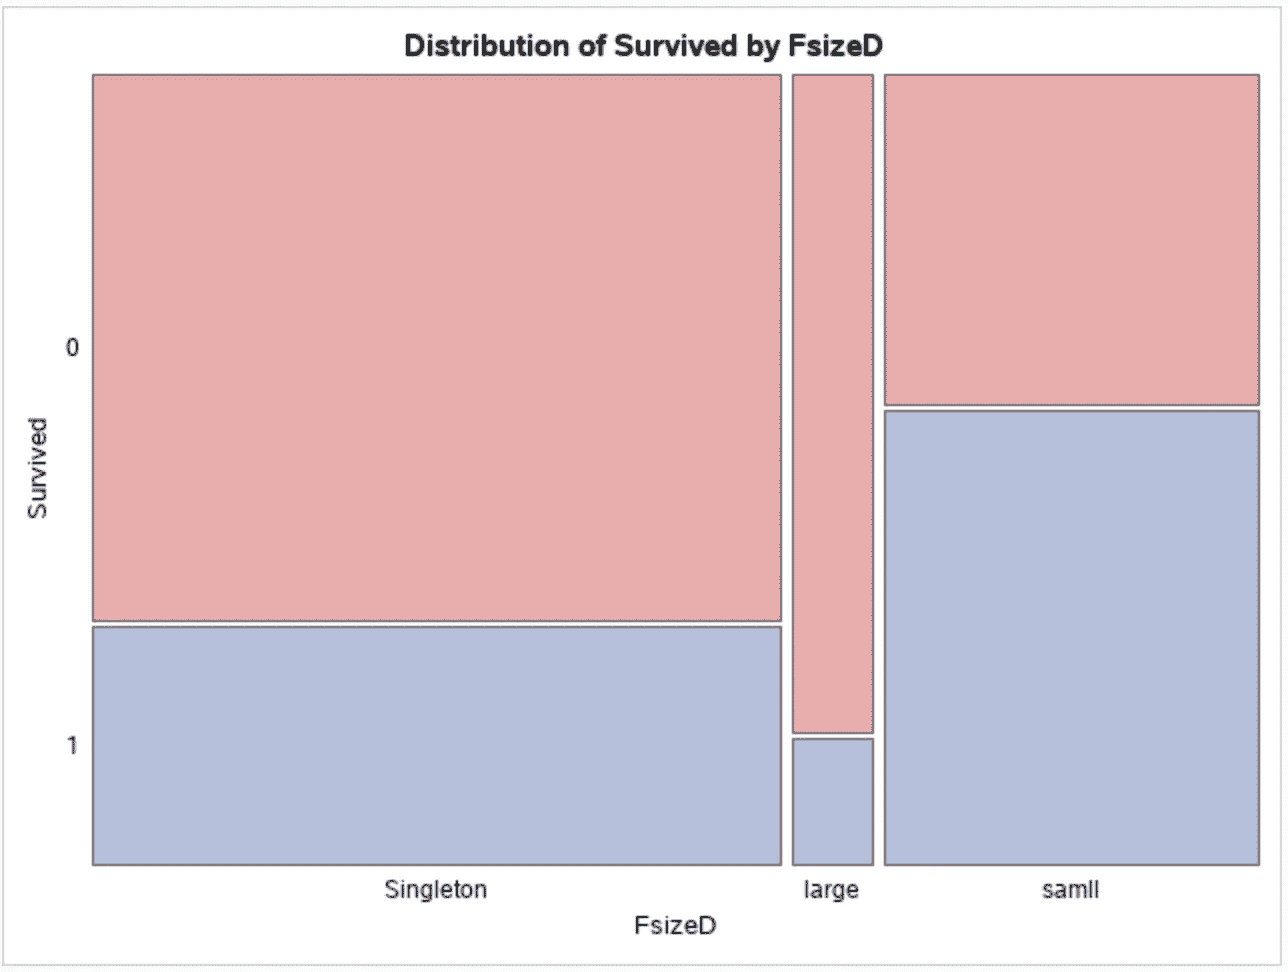 Distribution of Survived by FsizeD
0
Survived
1
Singleton
large
samll
FsizeD